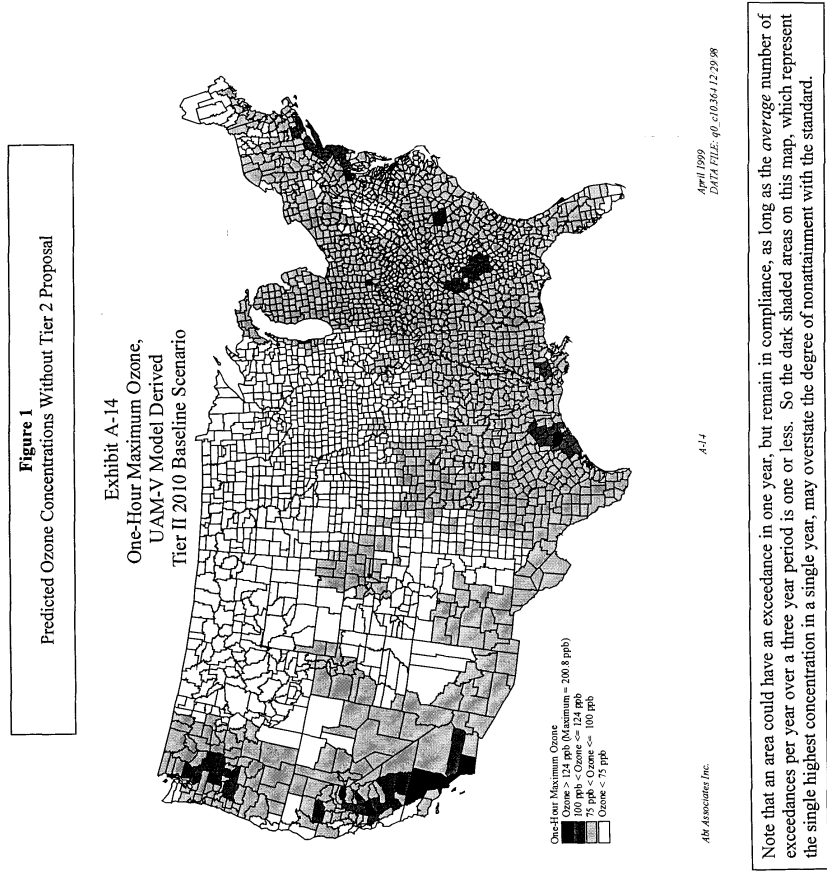 Figure 1
Predicted Ozone Concentrations Without Tier 2 Proposal
Exhibit A-14
One-Hour Maximum Ozone,
UAM-V Model Derived
Tier II 2010 Baseline Scenario
One-Hour Maximum Ozone
Ozone > 124 ppb (Maximum = 200.8 ppb)
100 ppb < Ozone <= 124 ppb
75 ppb < Ozone <= 100 ppb
Ozone < 75 ppb
Abt Associates Inc.
A-14
April 1999
DATA FILE: q0_c10364 12 29 98
Note that an area could have an exceedance in one year, but remain in compliance, as long as the average number of
exceedances per year over a three year period is one or less. So the dark shaded areas on this map, which represent
the single highest concentration in a single year, may overstate the degree of nonattainment with the standard.